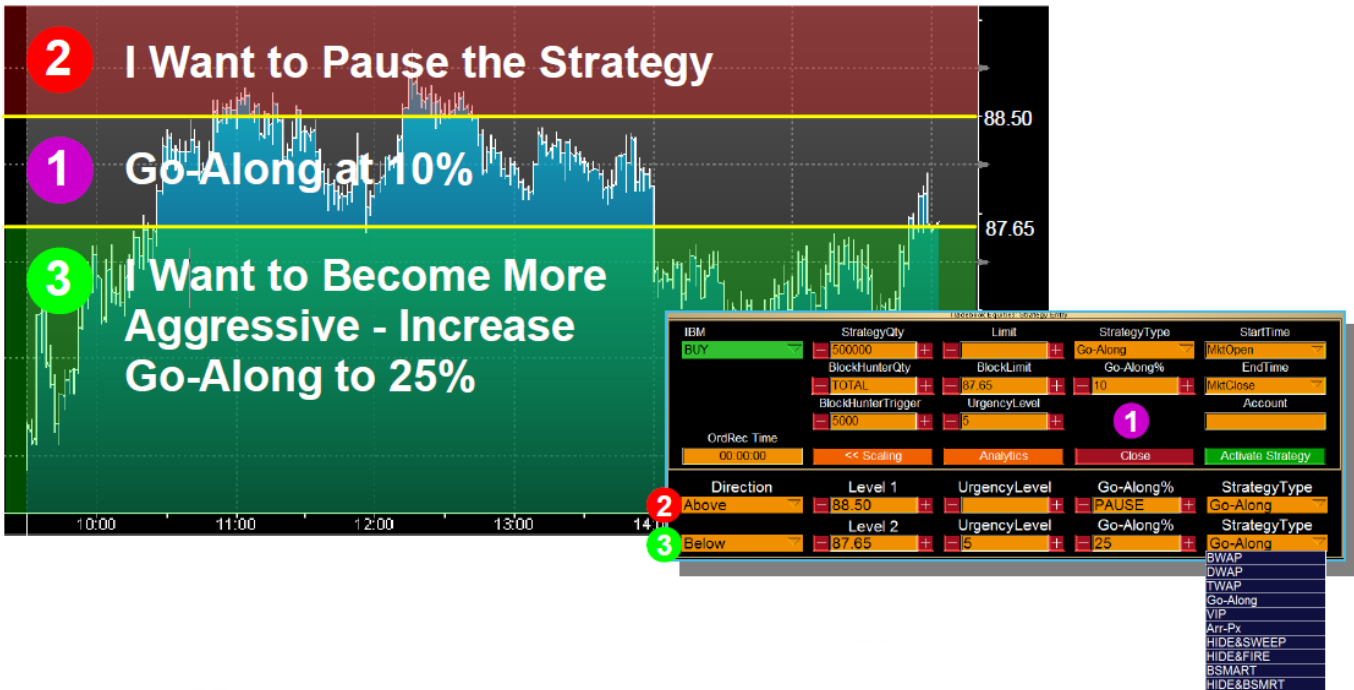 2 I Want to Pause the Strategy
88.50
1 Go-Along at 10%
87.65
3 I Want to Become More
Aggressive - Increase
Go-Along to 25%
10:00 11:00 12:00 13:00
Tradebook Equities: Strategy Entry
IBM StrategyQty Limit StrategyType StartTime
BUY 500000 Go-Along MktOpen
BlockHunterQty BlockLimit Go-Along% EndTime
TOTAL 87.65 10 MktClose
BlockHunterTrigger UrgencyLevel Account
5000 5 1
OrdRec Time
00:00:00 << Scaling Analytics Close Activate Strategy
Direction Level 1 UrgencyLevel Go-Along% StrategyType
2 Above 88.50 PAUSE Go-Along
Level 2 UrgencyLevel Go-Along% StrategyType
3 Below 87.65 5 25 Go-Along
BWAP
DWAP
TWAP
Go-Along
VIP
Arr-Px
HIDE&SWEEP
HIDE&FIRE
BSMART
HIDE&BSMRT